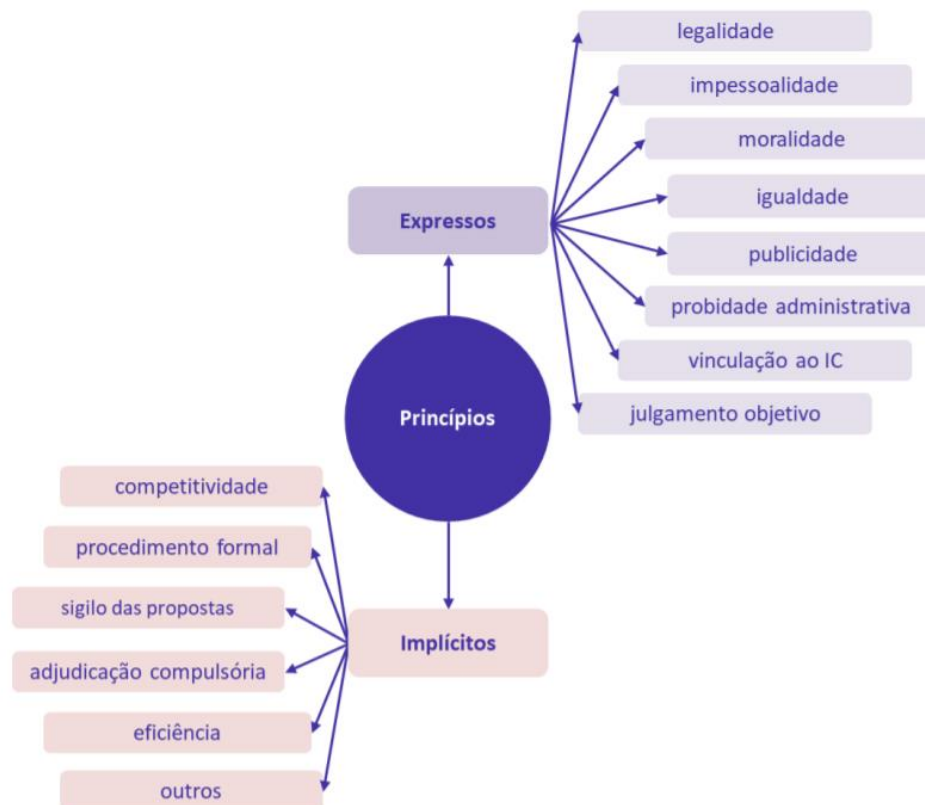 legalidade
impessoalidade
moralidade
Expressos
igualdade
publicidade
probidade administrativa
vinculação ao IC
julgamento objetivo
Princípios
competitividade
procedimento formal
sigilo das propostas
Implícitos
adjudicação compulsória
eficiência
outros